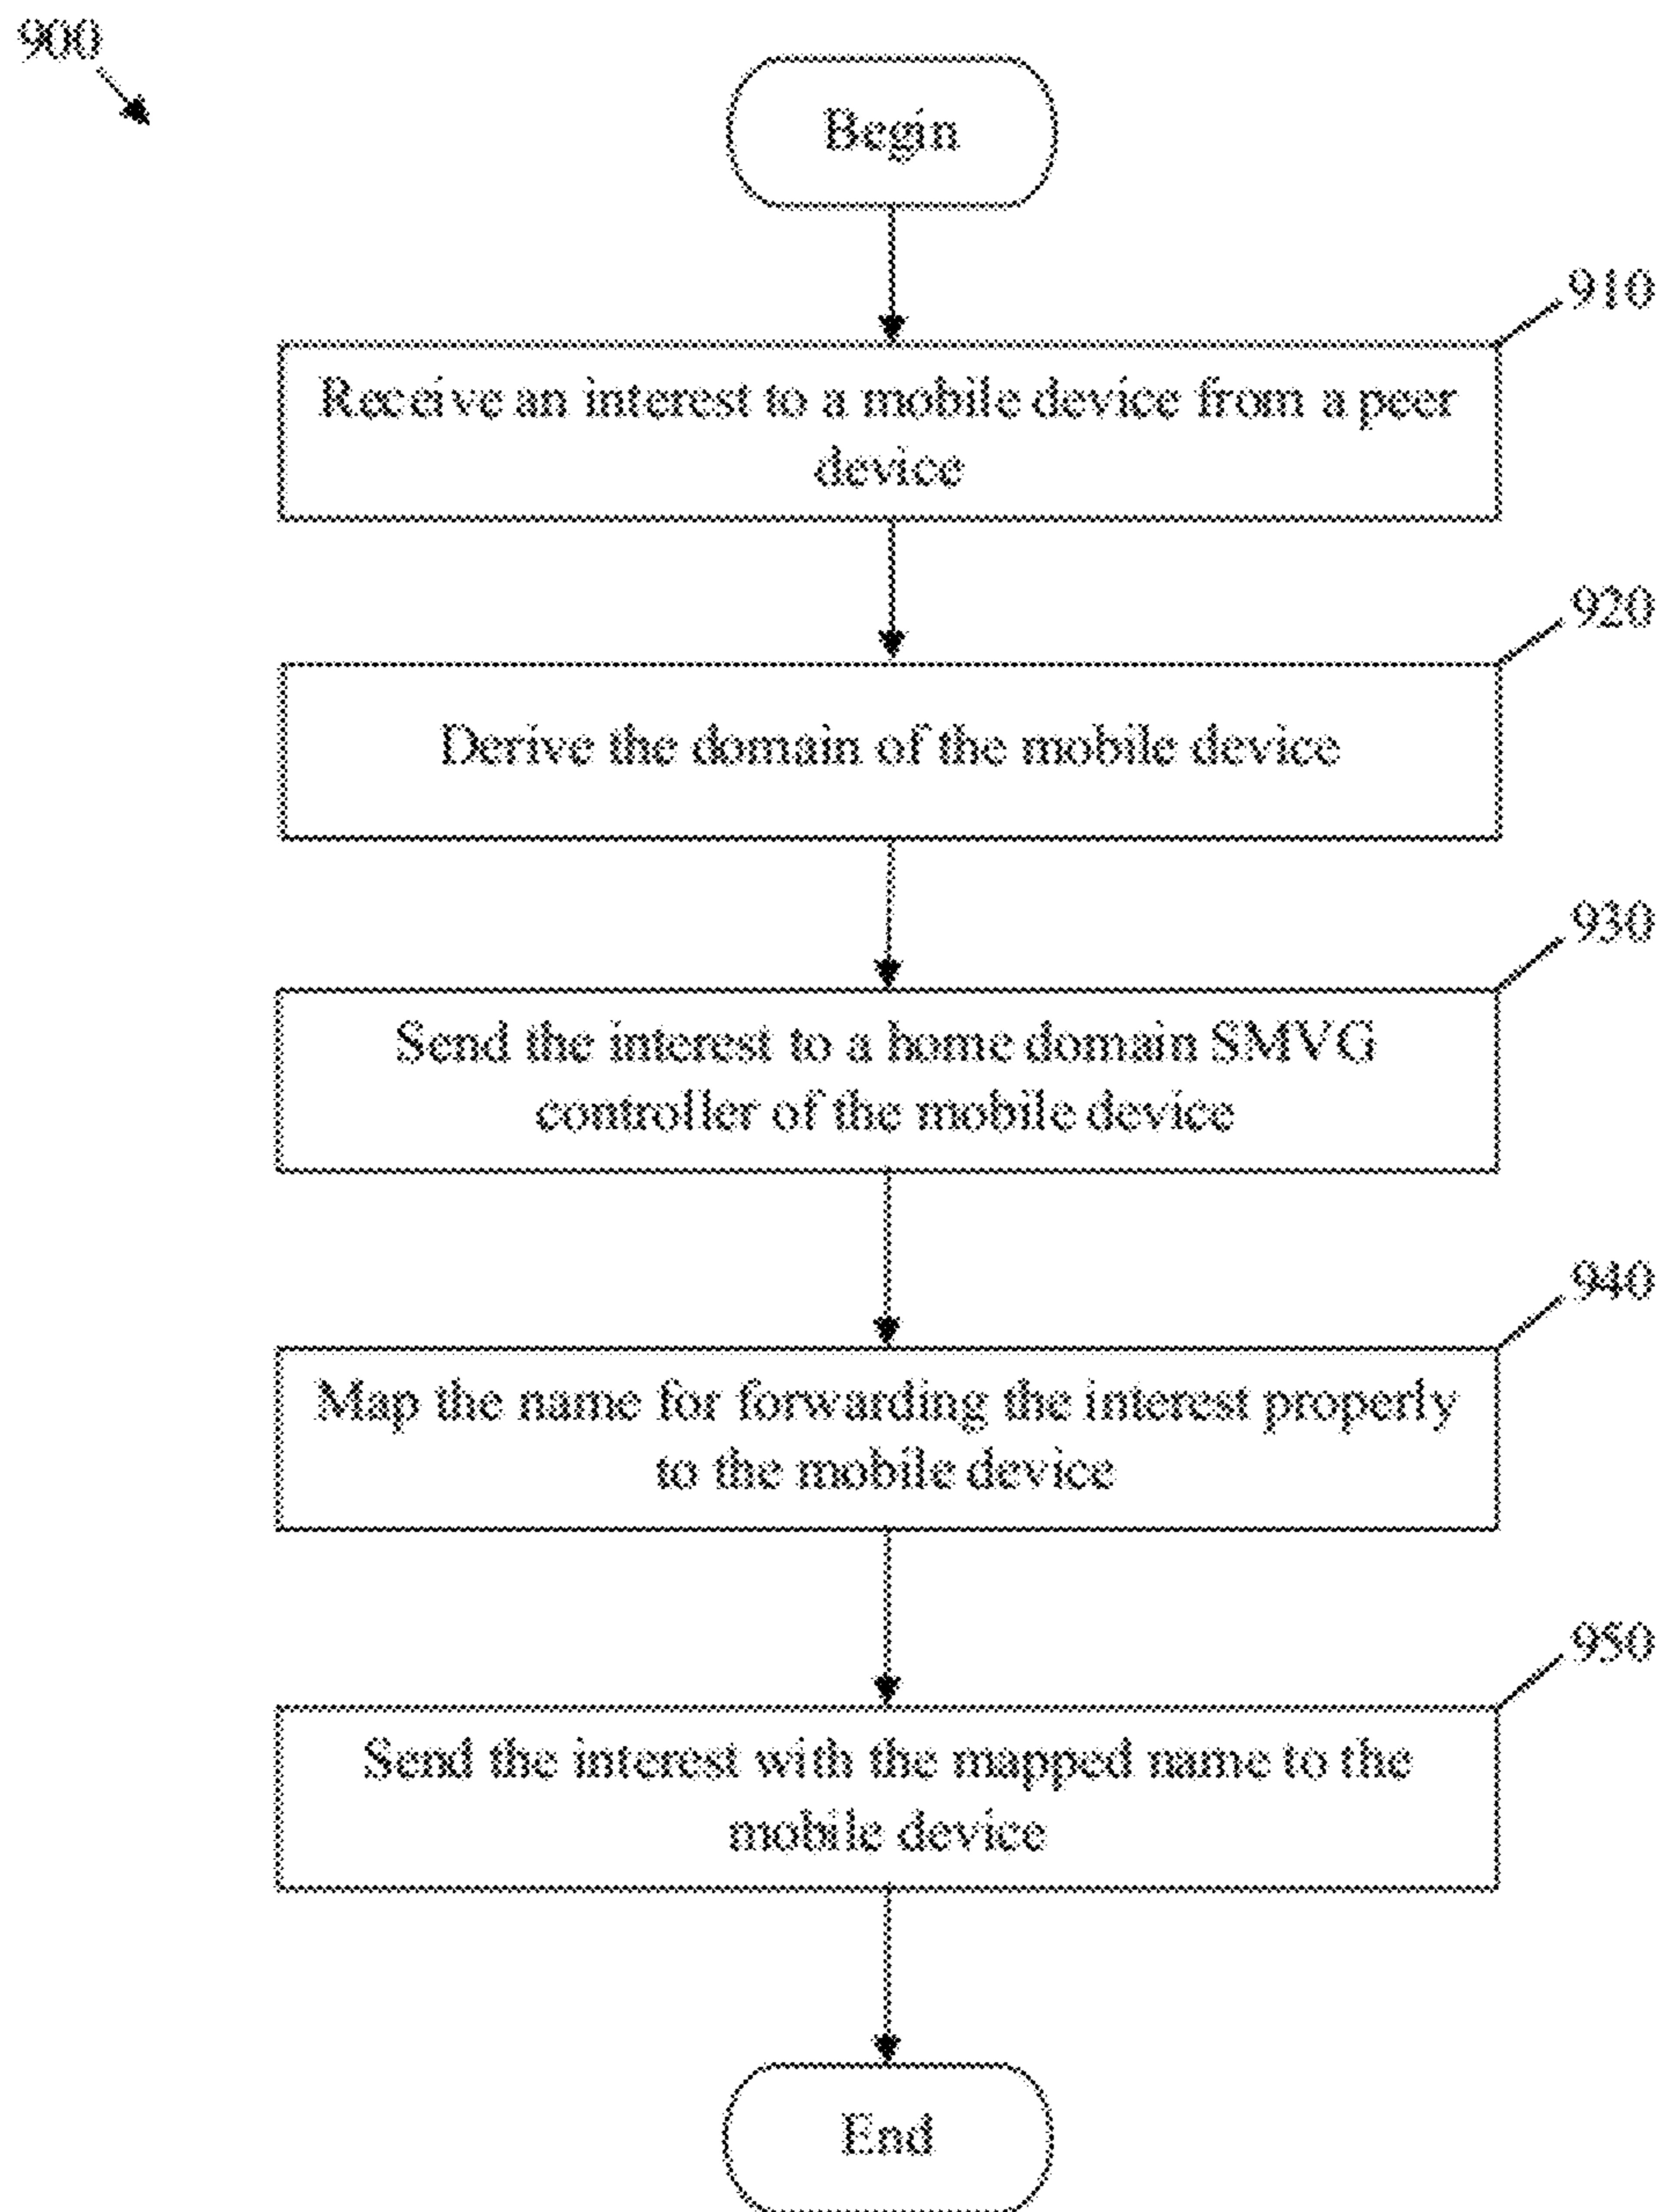 900
Begin
910
Receive an interest to a mobile device from a peer
device
920
Derive the domain of the mobile device
930
Send the interest to a home domain SMVG
controller of the mobile device
940
Map the name for forwarding the interest properly
to the mobile device
950
Send the interest with the mapped name to the
mobile device
End